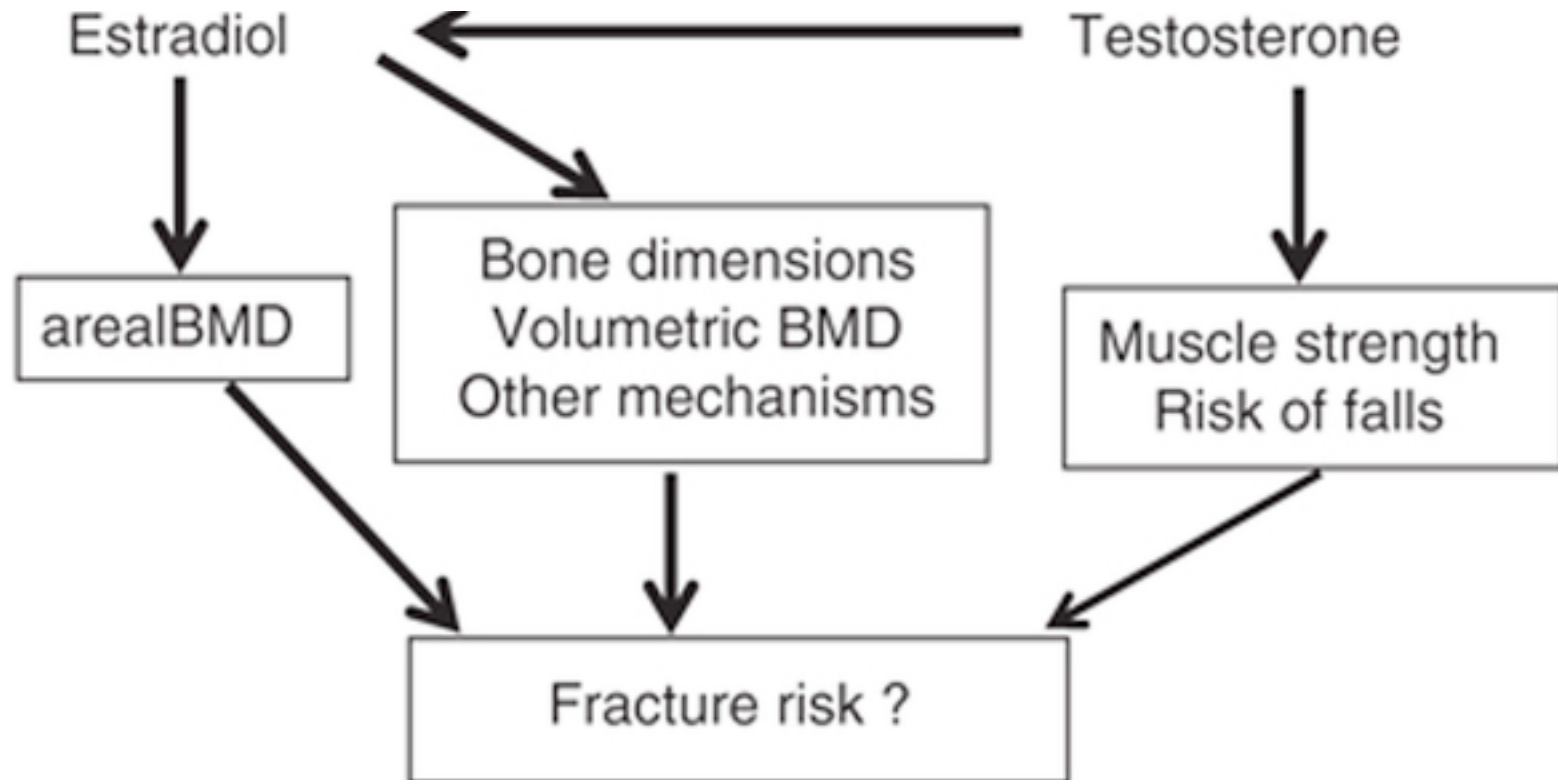 Estradiol
Testosterone
arealBMD
Bone dimensions
Volumetric BMD
Other mechanisms
Muscle strength
Risk of falls
Fracture risk ?